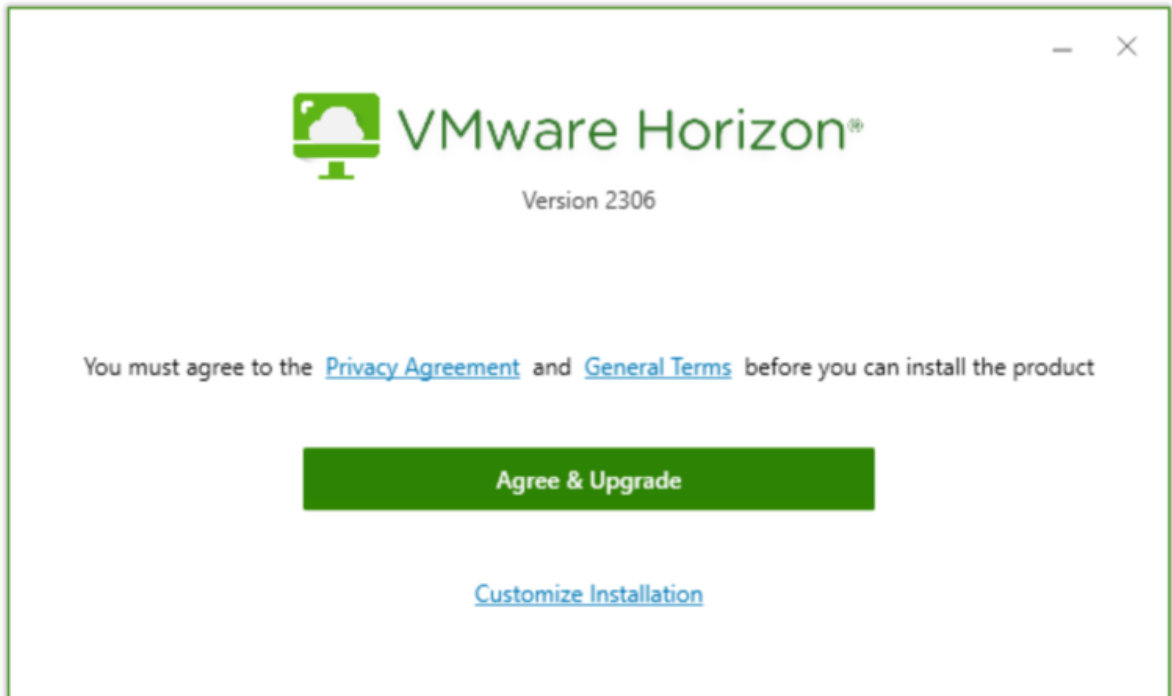 VMware Horizon®
Version 2306
You must agree to the Privacy Agreement and General Terms before you can install the product
Agree & Upgrade
Customize Installation